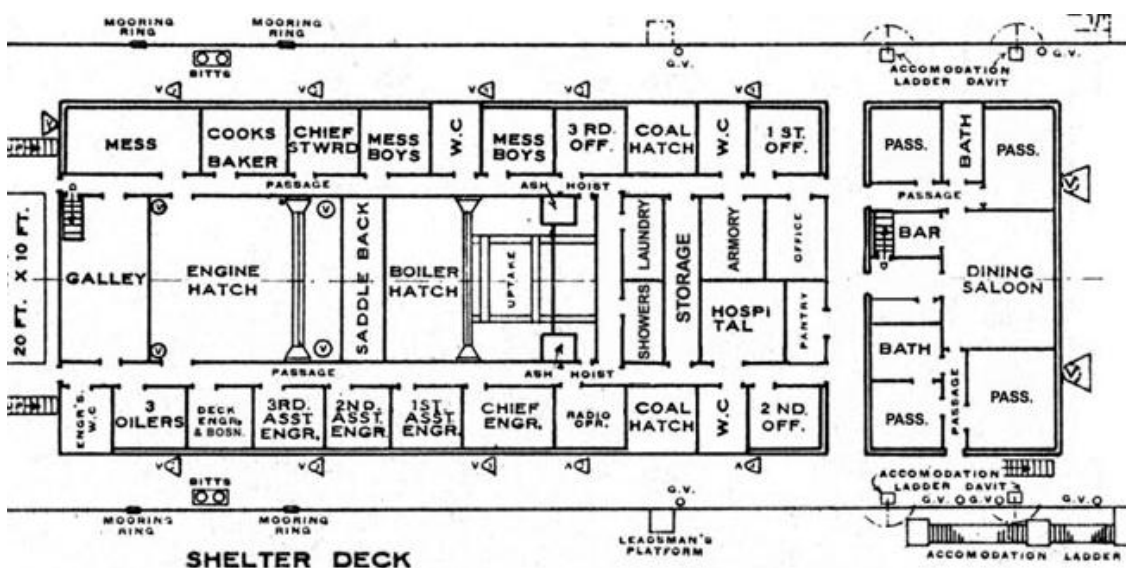 MOORING
RING
MOORING
RING
BITTS
G.V.
ACCOMODATION
LADDER DAVIT
V
V
V
V
MESS
COOKS
BAKER
CHIEF
STWRD
MESS
BOYS
W.C
MESS
BOYS
3 RD.
OFF.
COAL
HATCH
W.C
1 ST.
OFF.
PASS.
BATH
PASS.
PASSAGE
ASH HOIST
PASSAGE
D
V
V
20 FT. X 10 FT.
GALLEY
ENGINE
HATCH
SADDLE BACK
BOILER
HATCH
UPTAKE
SHOWERS
LAUNDRY
STORAGE
ARMORY
OFFICE
HOSPI
TAL
PANTRY
BAR
D
DINING
SALOON
V
V
BATH
PASSAGE
ASH HOIST
ENGR'S.
W.C
3
OILERS
DECK
ENGRS
& BOSN.
3RD.
ASST
ENGR.
2ND.
ASST.
ENGR.
1ST.
ASST.
ENGR.
CHIEF
ENGR.
RADIO
OPR.
COAL
HATCH
W.C
2 ND.
OFF.
PASS.
PASSAGE
PASS.
V
V
V
V
V
BITTS
ACCOMODATION
LADDER DAVIT
G.V.
G.V.
G.V.
G.V.
MOORING
RING
MOORING
RING
LEADSMAN'S
PLATFORM
ACCOMODATION LADDER
SHELTER DECK